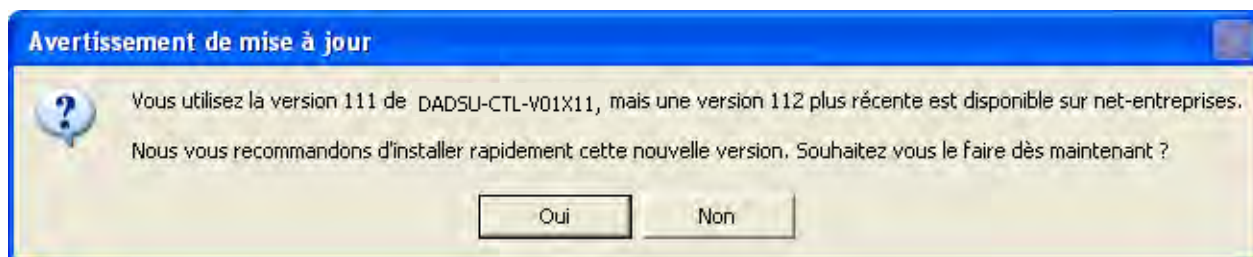 Avertissement de mise à jour
Vous utilisez la version 111 de DADSU-CTL-V01X11, mais une version 112 plus récente est disponible sur net-entreprises.
Nous vous recommandons d'installer rapidement cette nouvelle version. Souhaitez vous le faire dès maintenant ?
Oui
Non